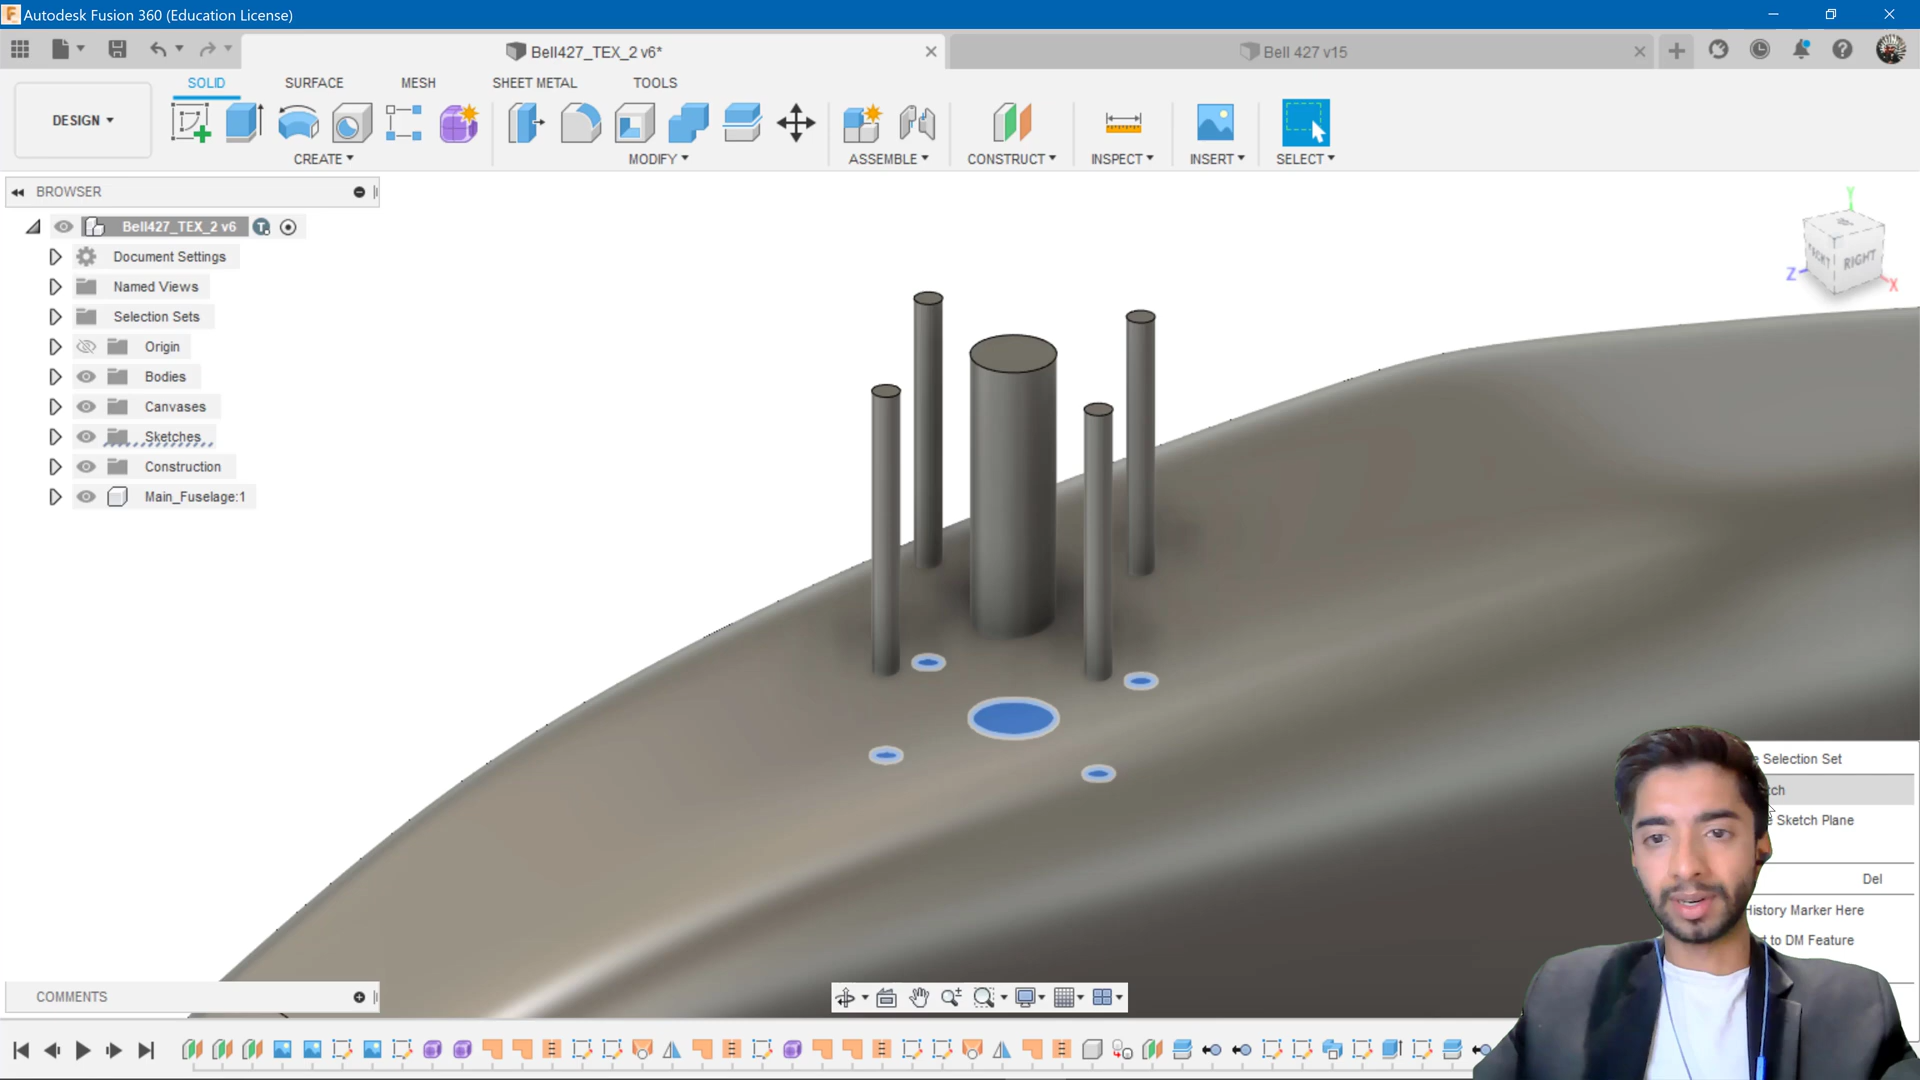 Autodesk Fusion 360 (Education License)
Bell427_TEX_2 v6*
Bell 427 v15
SOLID
SURFACE
MESH
SHEET METAL
TOOLS
DESIGN
CREATE
MODIFY
ASSEMBLE
CONSTRUCT
INSPECT
INSERT
SELECT
BROWSER
Bell427_TEX_2 v6
Document Settings
Named Views
Selection Sets
Origin
Bodies
Canvases
Sketches
Construction
Main_Fuselage:1
Y
FRONT
RIGHT
Z
X
Selection Set
Sketch Plane
Del
History Marker Here
to DM Feature
COMMENTS